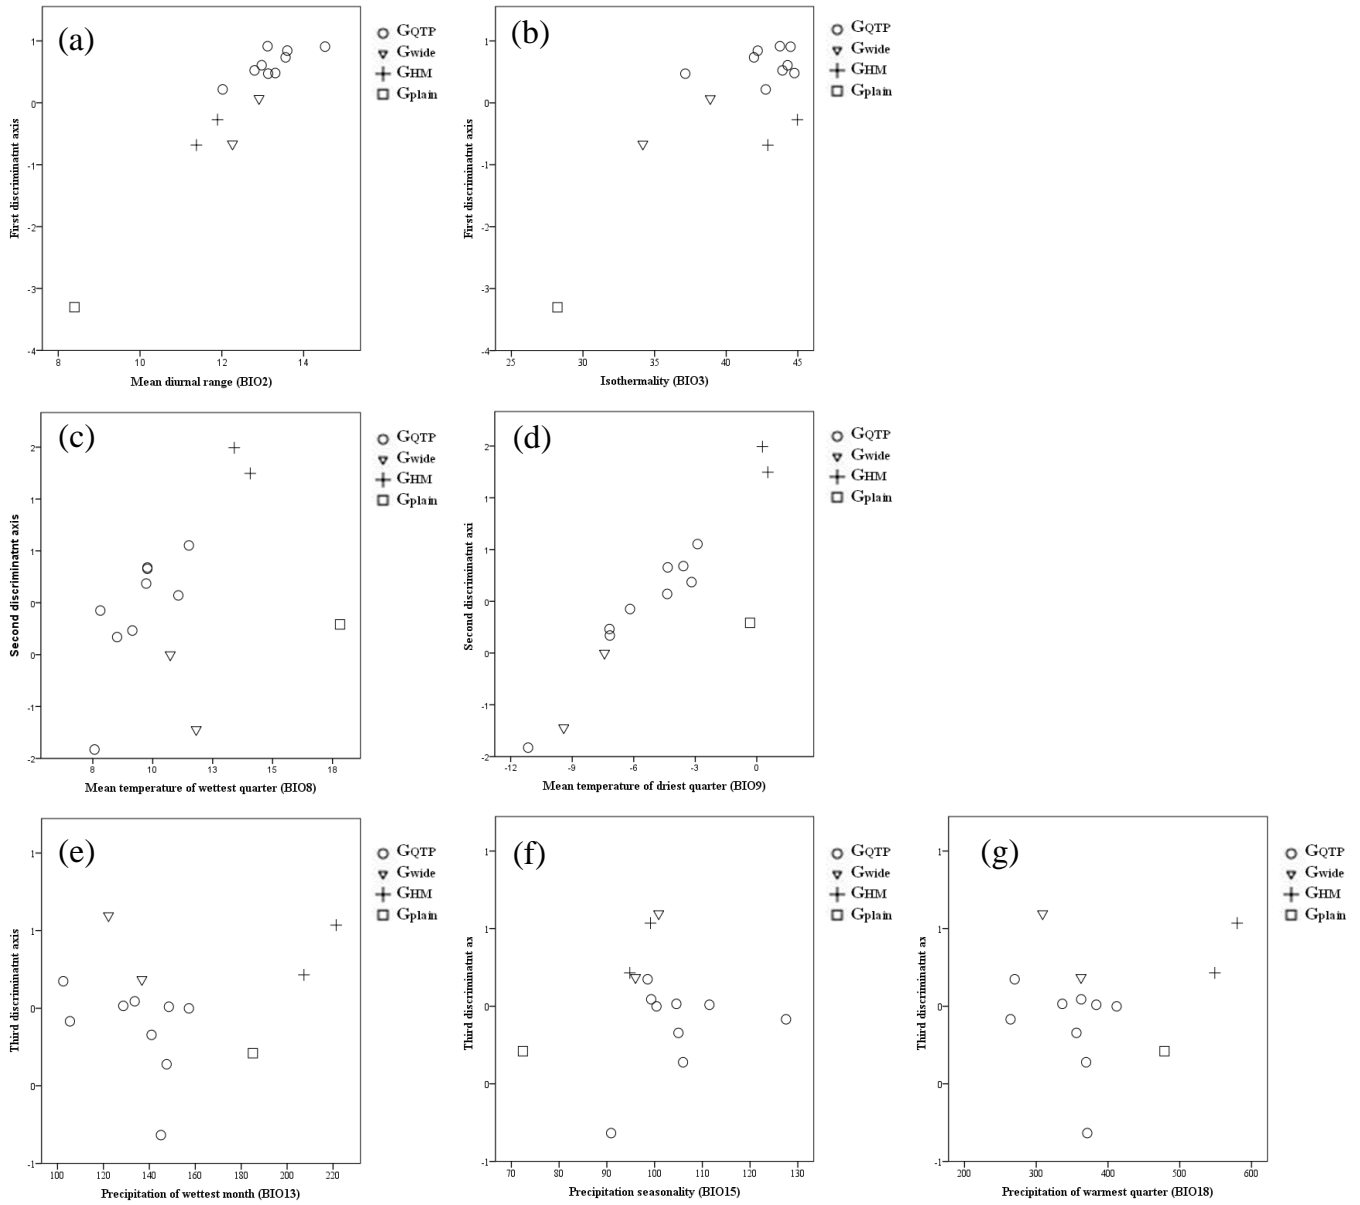 (a)
GQTP
Gwide
GHM
Gplain
1
0
-1
-2
-3
-4
8
10
12
14
First discriminatnt axis
Mean diurnal range (BIO2)
(b)
GQTP
Gwide
GHM
Gplain
1
0
-1
-2
-3
-4
25
30
35
40
45
First discriminatnt axis
Isothermality (BIO3)
(c)
GQTP
Gwide
GHM
Gplain
2
1
1
0
0
-1
-2
8
10
13
15
18
Second discriminatnt axis
Mean temperature of wettest quarter (BIO8)
(d)
GQTP
Gwide
GHM
Gplain
2
1
1
0
0
-1
-2
-12
-9
-6
-3
0
Second discriminatnt axi
Mean temperature of driest quarter (BIO9)
(e)
GQTP
Gwide
GHM
Gplain
1
1
0
0
-1
100
120
140
160
180
200
220
Third discriminatnt axis
Precipitation of wettest month (BIO13)
(f)
GQTP
Gwide
GHM
Gplain
1
1
0
0
-1
70
80
90
100
110
120
130
Third discriminatnt ax
Precipitation seasonality (BIO15)
(g)
GQTP
Gwide
GHM
Gplain
1
1
0
0
-1
200
300
400
500
600
Third discriminatnt ax
Precipitation of warmest quarter (BIO18)